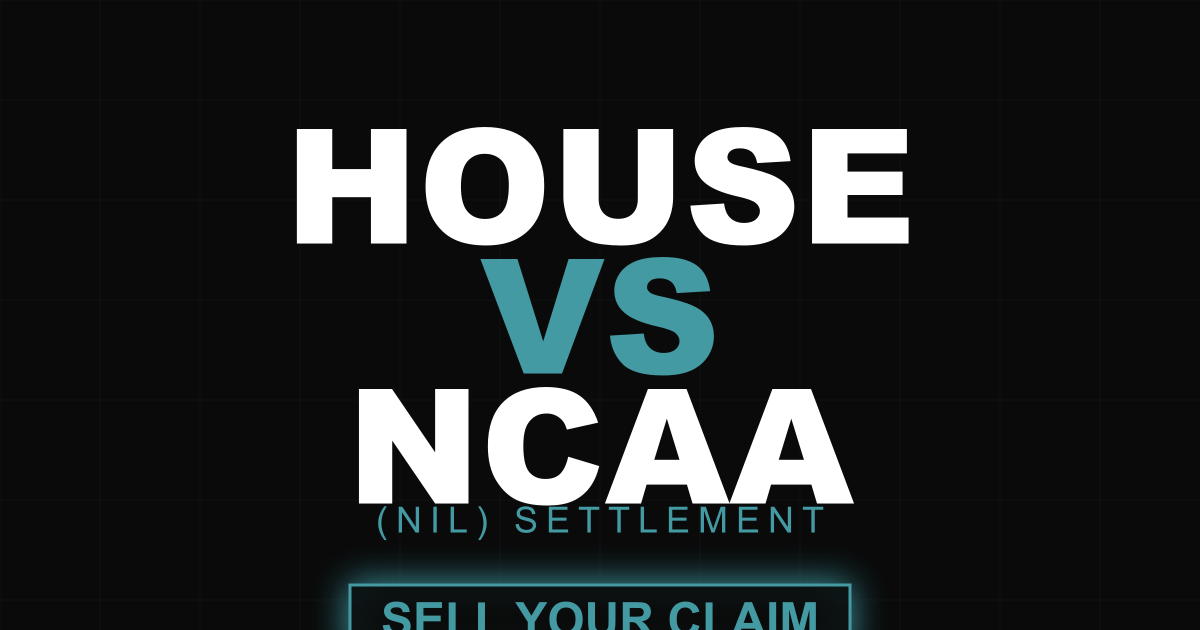 HOUSE
VS
NCAA
(NIL) SETTLEMENT
SELL YOUR CLAIM